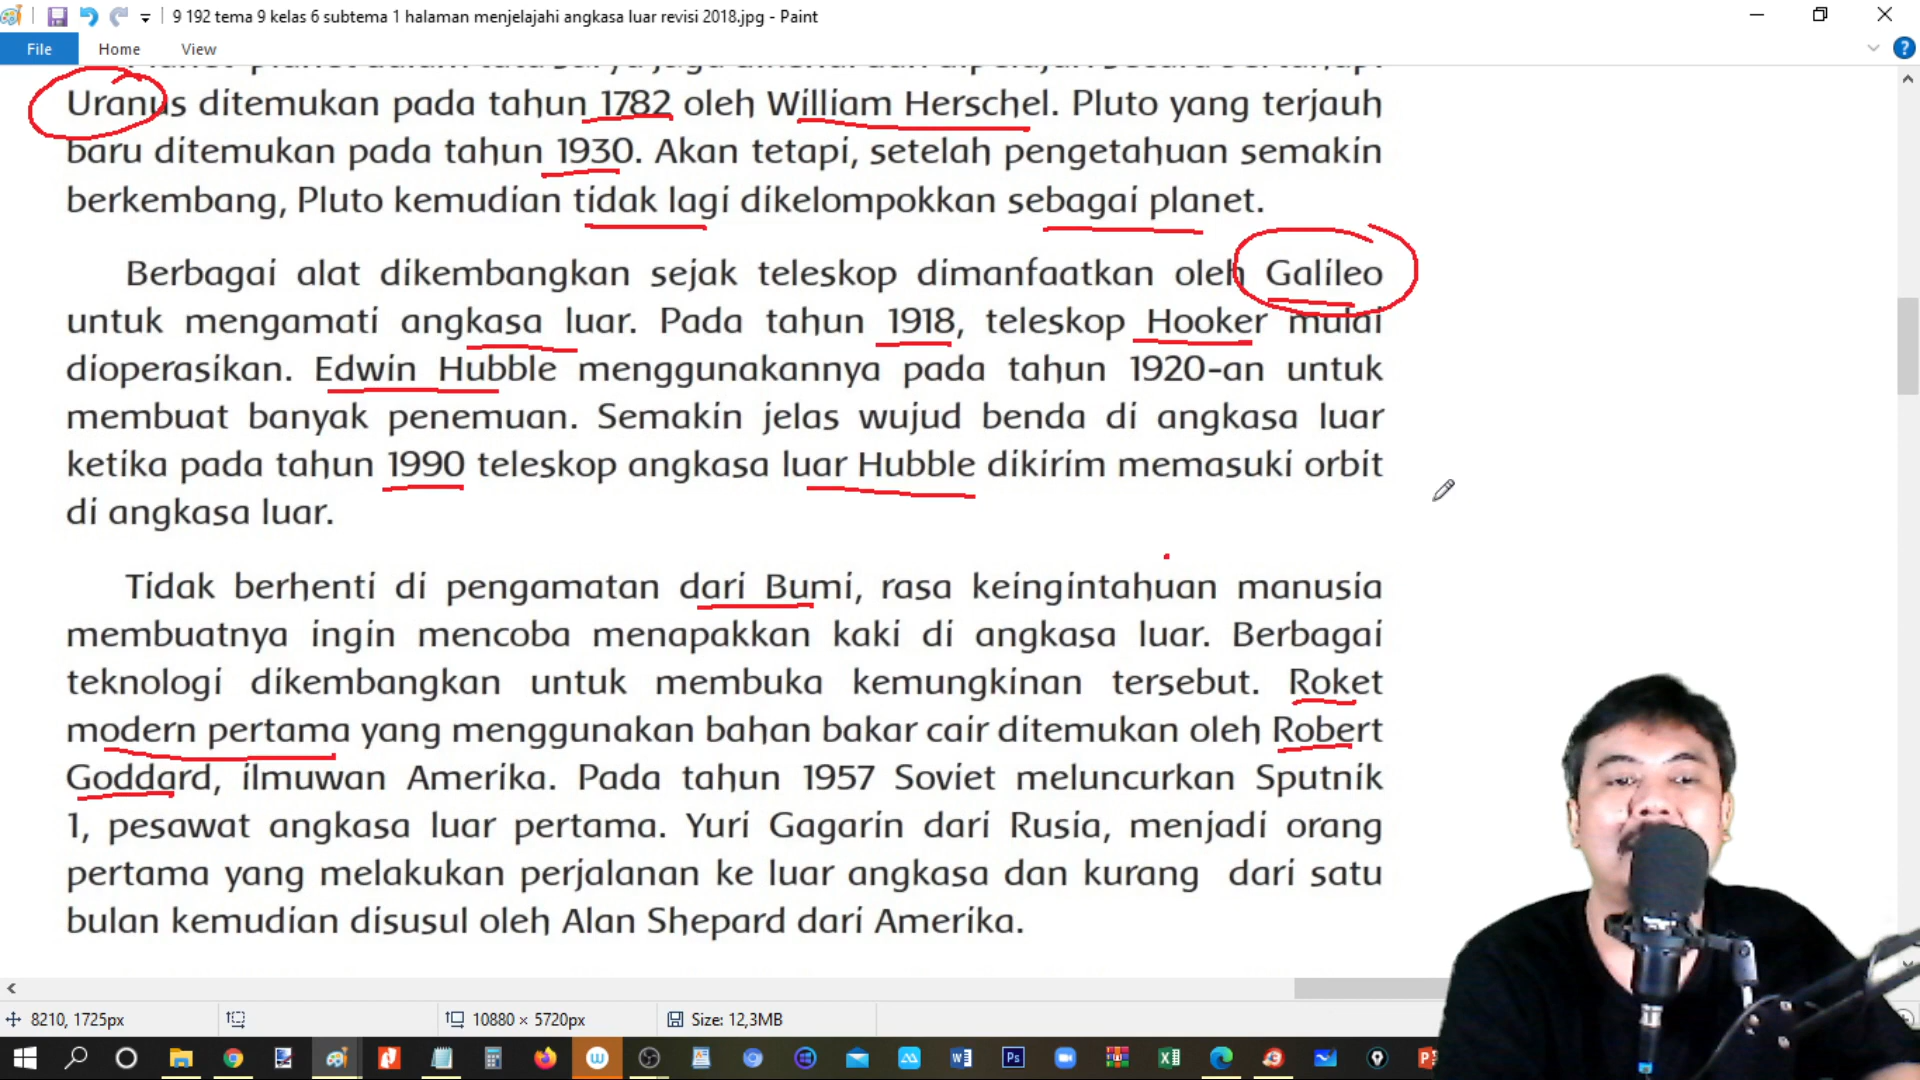 9 192 tema 9 kelas 6 subtema 1 halaman menjelajahi angkasa luar revisi 2018.jpg - Paint
File Home View
Uranus ditemukan pada tahun 1782 oleh William Herschel. Pluto yang terjauh
baru ditemukan pada tahun 1930. Akan tetapi, setelah pengetahuan semakin
berkembang, Pluto kemudian tidak lagi dikelompokkan sebagai planet.
Berbagai alat dikembangkan sejak teleskop dimanfaatkan oleh Galileo
untuk mengamati angkasa luar. Pada tahun 1918, teleskop Hooker mulai
dioperasikan. Edwin Hubble menggunakannya pada tahun 1920-an untuk
membuat banyak penemuan. Semakin jelas wujud benda di angkasa luar
ketika pada tahun 1990 teleskop angkasa luar Hubble dikirim memasuki orbit
di angkasa luar.
Tidak berhenti di pengamatan dari Bumi, rasa keingintahuan manusia
membuatnya ingin mencoba menapakkan kaki di angkasa luar. Berbagai
teknologi dikembangkan untuk membuka kemungkinan tersebut. Roket
modern pertama yang menggunakan bahan bakar cair ditemukan oleh Robert
Goddard, ilmuwan Amerika. Pada tahun 1957 Soviet meluncurkan Sputnik
1, pesawat angkasa luar pertama. Yuri Gagarin dari Rusia, menjadi orang
pertama yang melakukan perjalanan ke luar angkasa dan kurang dari satu
bulan kemudian disusul oleh Alan Shepard dari Amerika.
8210, 1725px 10880 × 5720px Size: 12,3MB